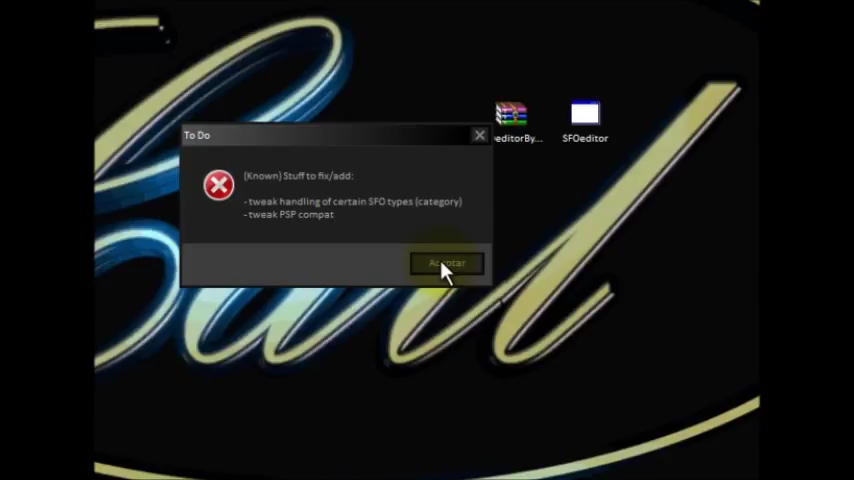 To Do
(Known) Stuff to fix/add:
- tweak handling of certain SFO types (category)
- tweak PSP compat
Aceptar
editorBy...
SFOeditor